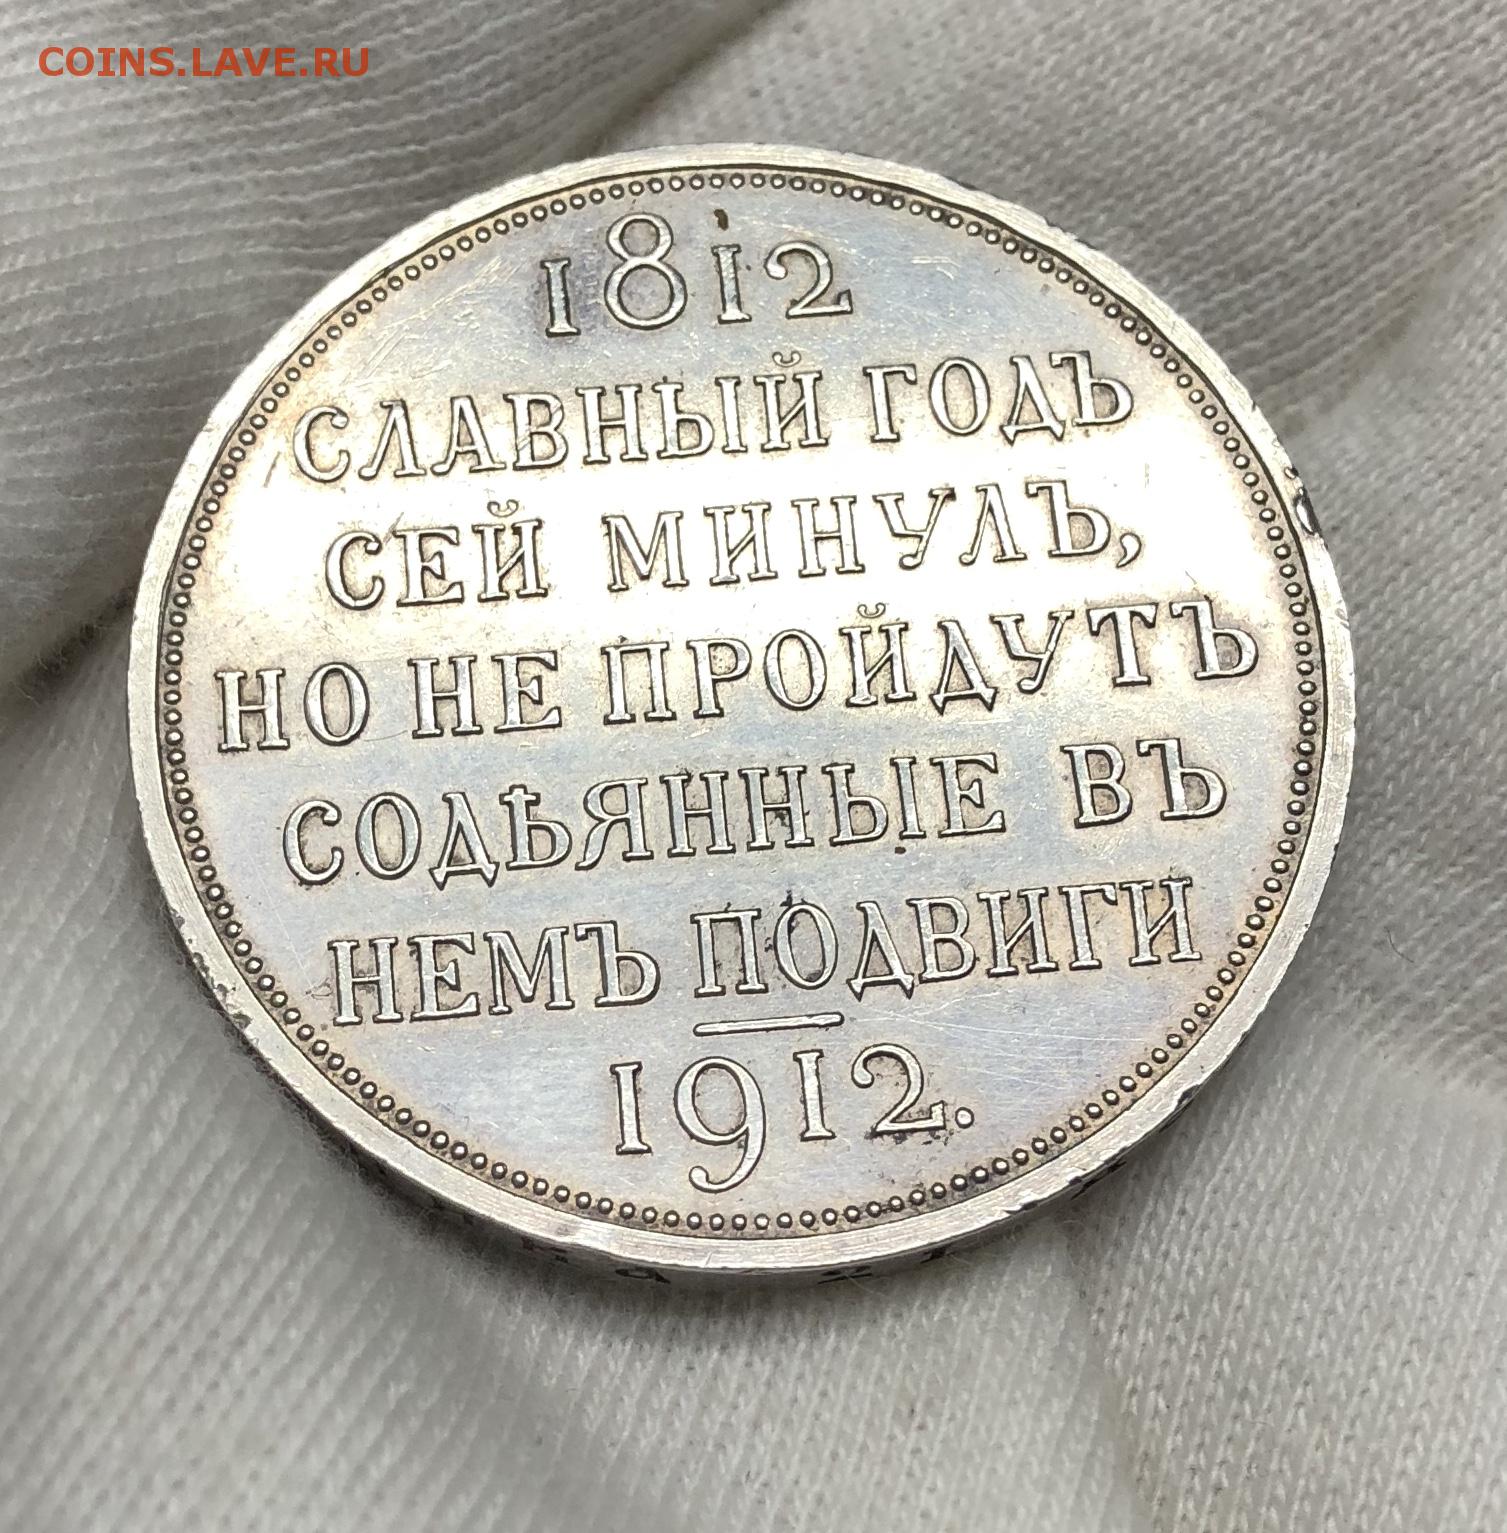 COINS.LAVE.RU
1812
СЛАВНЫЙ ГОДЪ
СЕЙ МИНУЛЪ,
НО НЕ ПРОЙДУТЪ
СОДѢЯННЫЕ ВЪ
НЕМЪ ПОДВИГИ
1912.